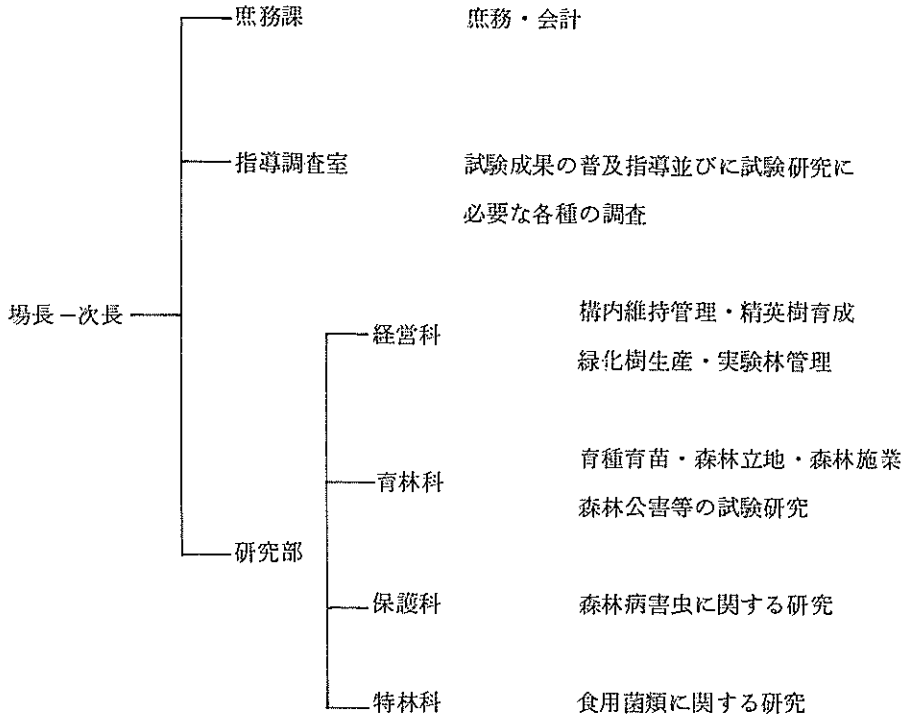 庶務課 庶務・会計
指導調査室 試験成果の普及指導並びに試験研究に
必要な各種の調査
場長－次長
経営科 構内維持管理・精英樹育成
緑化樹生産・実験林管理
育林科 育種育苗・森林立地・森林施業
森林公害等の試験研究
研究部
保護科 森林病害虫に関する研究
特林科 食用菌類に関する研究